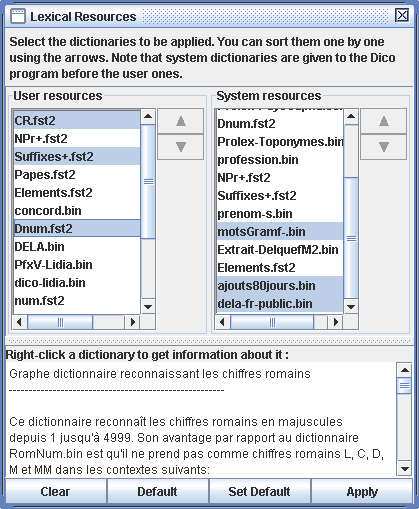 Lexical Resources
Select the dictionaries to be applied. You can sort them one by one
using the arrows. Note that system dictionaries are given to the Dico
program before the user ones.
User resources
CR.fst2
NPr+.fst2
Suffixes+.fst2
Papes.fst2
Elements.fst2
concord.bin
Dnum.fst2
DELA.bin
PfxV-Lidia.bin
dico-lidia.bin
num.fst2
System resources
Dnum.fst2
Prolex-Toponymes.bin
profession.bin
NPr+.fst2
Suffixes+.fst2
prenom-s.bin
motsGramf-.bin
Extrait-DelquefM2.bin
Elements.fst2
ajouts80jours.bin
dela-fr-public.bin
Right-click a dictionary to get information about it :
Graphe dictionnaire reconnaissant les chiffres romains
------------------------------------------------------
Ce dictionnaire reconnaît les chiffres romains en majuscules
depuis 1 jusqu'à 4999. Son avantage par rapport au dictionnaire
RomNum.bin est qu'il ne prend pas comme chiffres romains L, C, D,
M et MM dans les contextes suivants:
Clear
Default
Set Default
Apply